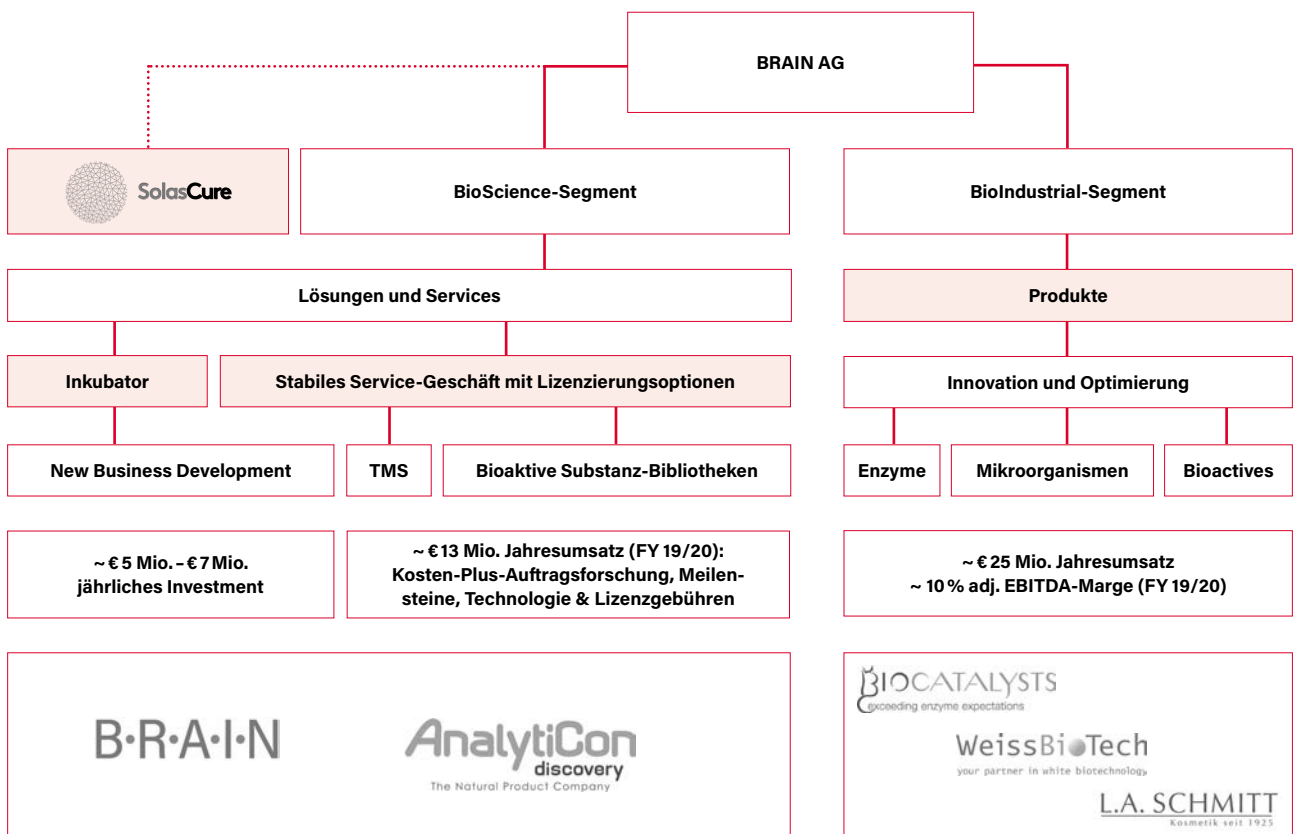 BRAIN AG
SolasCure
BioScience-Segment
BioIndustrial-Segment
Lösungen und Services
Produkte
Inkubator
Stabiles Service-Geschäft mit Lizenzierungsoptionen
Innovation und Optimierung
New Business Development
TMS
Bioaktive Substanz-Bibliotheken
Enzyme
Mikroorganismen
Bioactives
~ € 5 Mio. – € 7 Mio.
jährliches Investment
~ € 13 Mio. Jahresumsatz (FY 19/20):
Kosten-Plus-Auftragsforschung, Meilen-
steine, Technologie & Lizenzgebühren
~ € 25 Mio. Jahresumsatz
~ 10 % adj. EBITDA-Marge (FY 19/20)
B·R·A·I·N
AnalytiCon
discovery
The Natural Product Company
BIOCATALYSTS
exceeding enzyme expectations
WeissBioTech
your partner in white biotechnology
L.A. SCHMITT
Kosmetik seit 1925